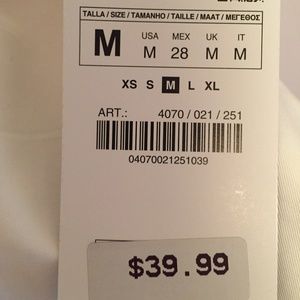 TALLA / SIZE / TAMANHO / TAILLE / MAAT / ΜΕΓΕΘΟΣ
M USA MEX UK IT
M 28 M M
XS S M L XL
ART.: 4070 / 021 / 251
04070021251039
$39.99